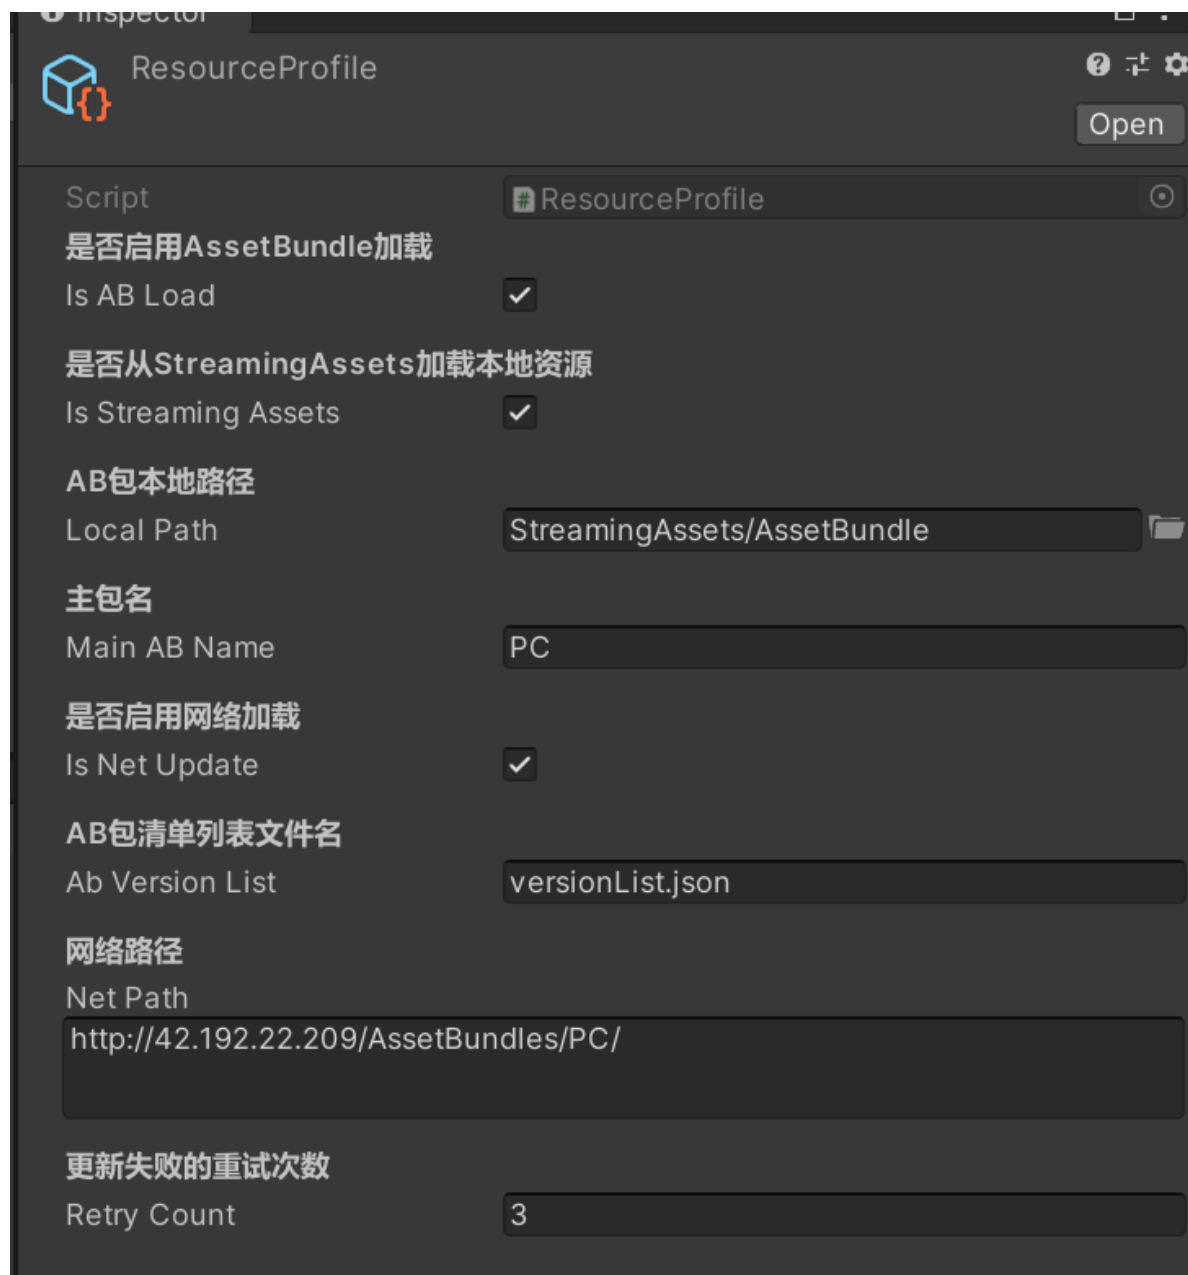 Inspector
ResourceProfile
Open
Script
ResourceProfile
是否启用AssetBundle加载
Is AB Load
是否从StreamingAssets加载本地资源
Is Streaming Assets
AB包本地路径
Local Path
StreamingAssets/AssetBundle
主包名
Main AB Name
PC
是否启用网络加载
Is Net Update
AB包清单列表文件名
Ab Version List
versionList.json
网络路径
Net Path
http://42.192.22.209/AssetBundles/PC/
更新失败的重试次数
Retry Count
3